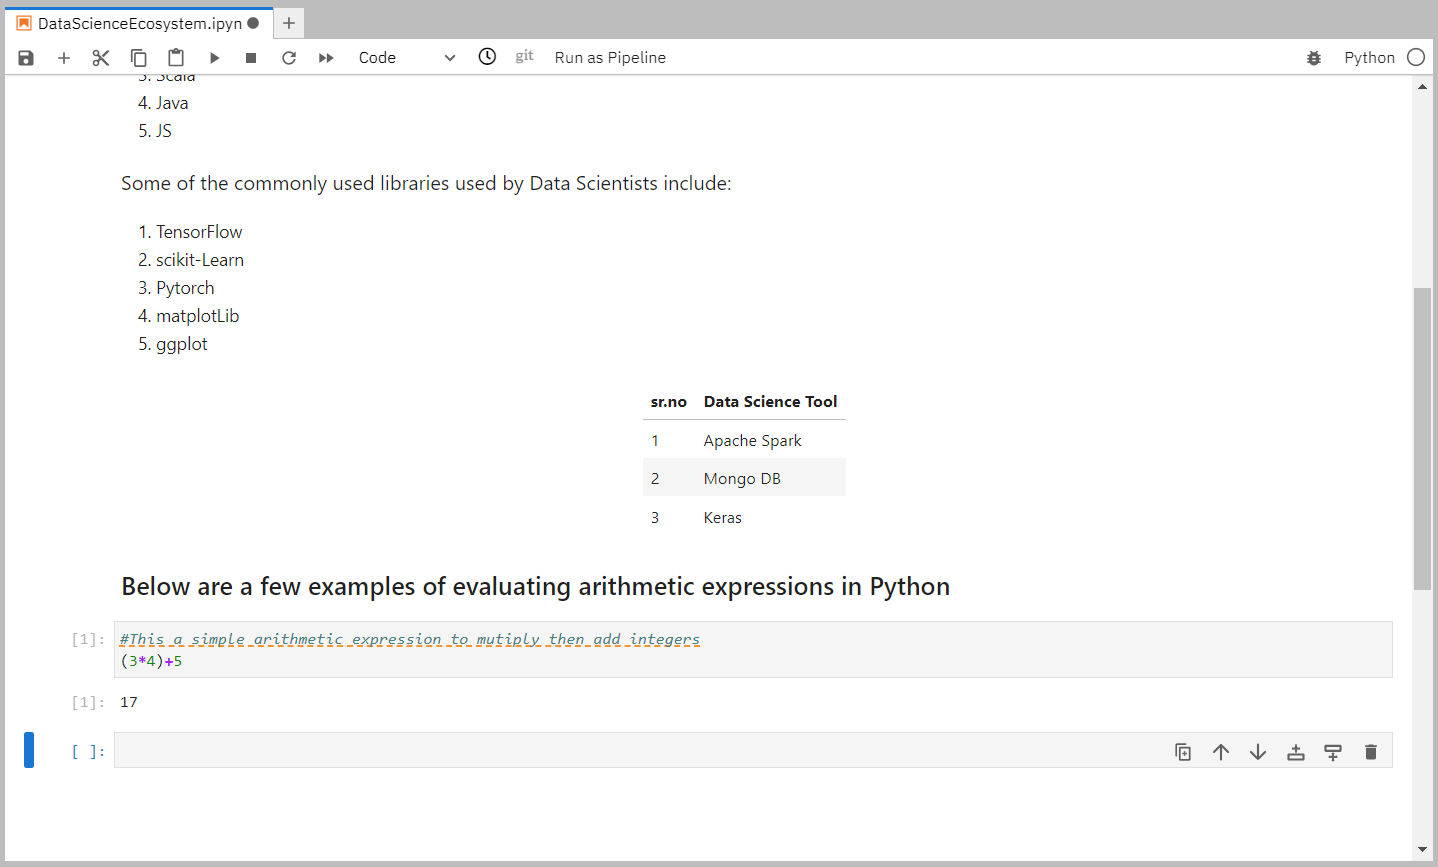 DataScienceEcosystem.ipyn
Code
git
Run as Pipeline
Python
3. Scala
4. Java
5. JS
Some of the commonly used libraries used by Data Scientists include:
1. TensorFlow
2. scikit-Learn
3. Pytorch
4. matplotLib
5. ggplot
sr.no Data Science Tool
1 Apache Spark
2 Mongo DB
3 Keras
Below are a few examples of evaluating arithmetic expressions in Python
[1]: #This a simple arithmetic expression to mutiply then add integers
(3*4)+5
[1]: 17
[ ]: